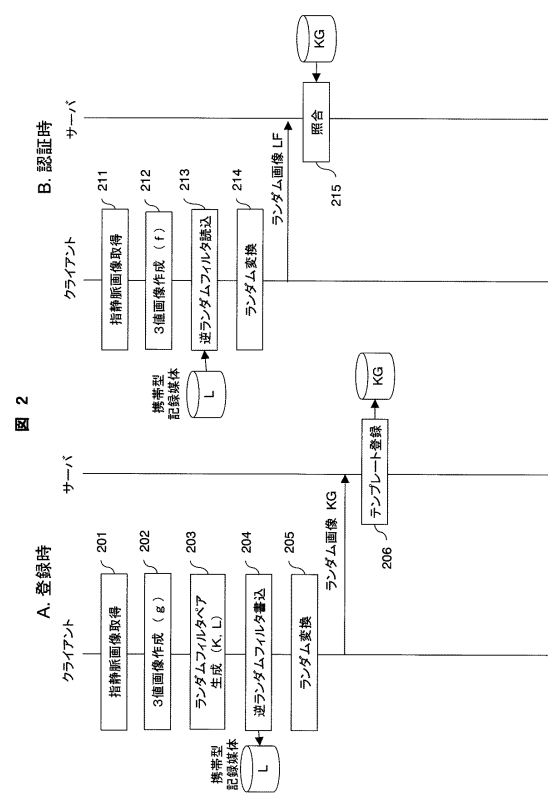 図 2
A. 登録時
クライアント
サーバ
指静脈画像取得
201
3値画像作成（g）
202
ランダムフィルタペア
生成（K, L）
203
逆ランダムフィルタ書込
204
携帯型
記録媒体
L
ランダム変換
205
ランダム画像 KG
テンプレート登録
206
KG
B. 認証時
クライアント
サーバ
指静脈画像取得
211
3値画像作成（f）
212
逆ランダムフィルタ読込
213
携帯型
記録媒体
L
ランダム変換
214
ランダム画像 LF
照合
215
KG